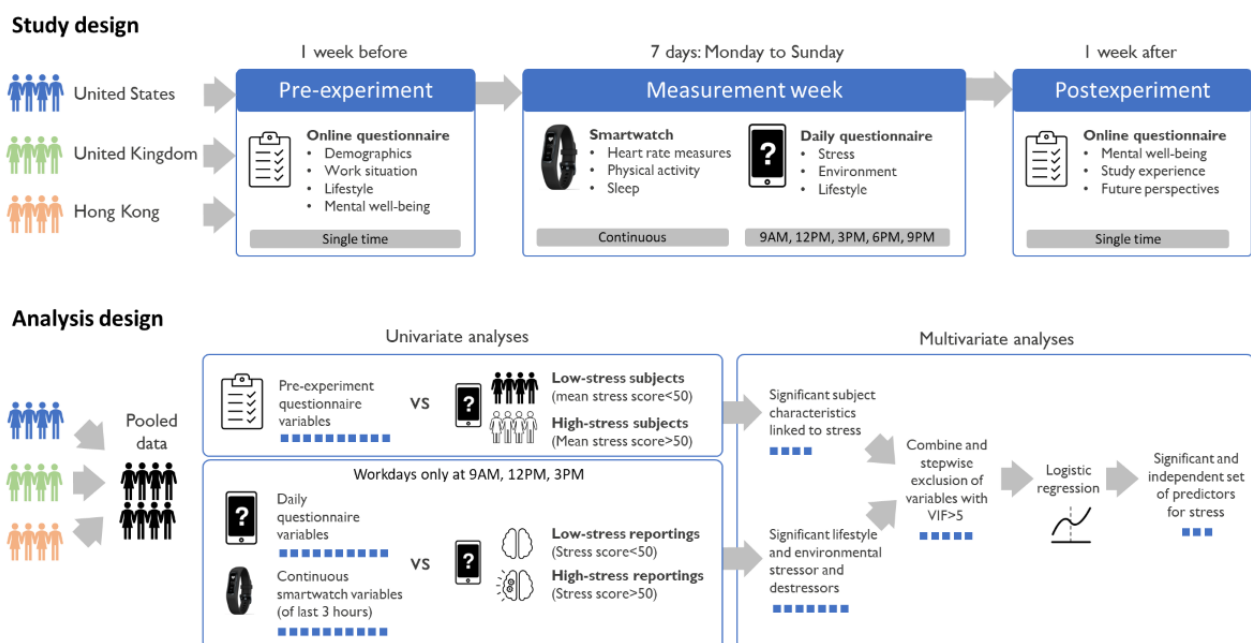 Study design
1 week before
7 days: Monday to Sunday
1 week after
United States
United Kingdom
Hong Kong
Pre-experiment
Measurement week
Postexperiment
Online questionnaire
• Demographics
• Work situation
• Lifestyle
• Mental well-being
Single time
Smartwatch
• Heart rate measures
• Physical activity
• Sleep
Continuous
?
Daily questionnaire
• Stress
• Environment
• Lifestyle
9AM, 12PM, 3PM, 6PM, 9PM
Online questionnaire
• Mental well-being
• Study experience
• Future perspectives
Single time
Analysis design
Univariate analyses
Multivariate analyses
Pooled
data
Pre-experiment
questionnaire
variables
VS
?
Low-stress subjects
(mean stress score<50)
High-stress subjects
(Mean stress score>50)
Workdays only at 9AM, 12PM, 3PM
?
Daily
questionnaire
variables
Continuous
smartwatch variables
(of last 3 hours)
VS
?
Low-stress reportings
(Stress score<50)
High-stress reportings
(Stress score>50)
Significant subject
characteristics
linked to stress
Significant lifestyle
and environmental
stressor and
destressors
Combine and
stepwise
exclusion of
variables with
VIF>5
Logistic
regression
Significant and
independent set
of predictors
for stress